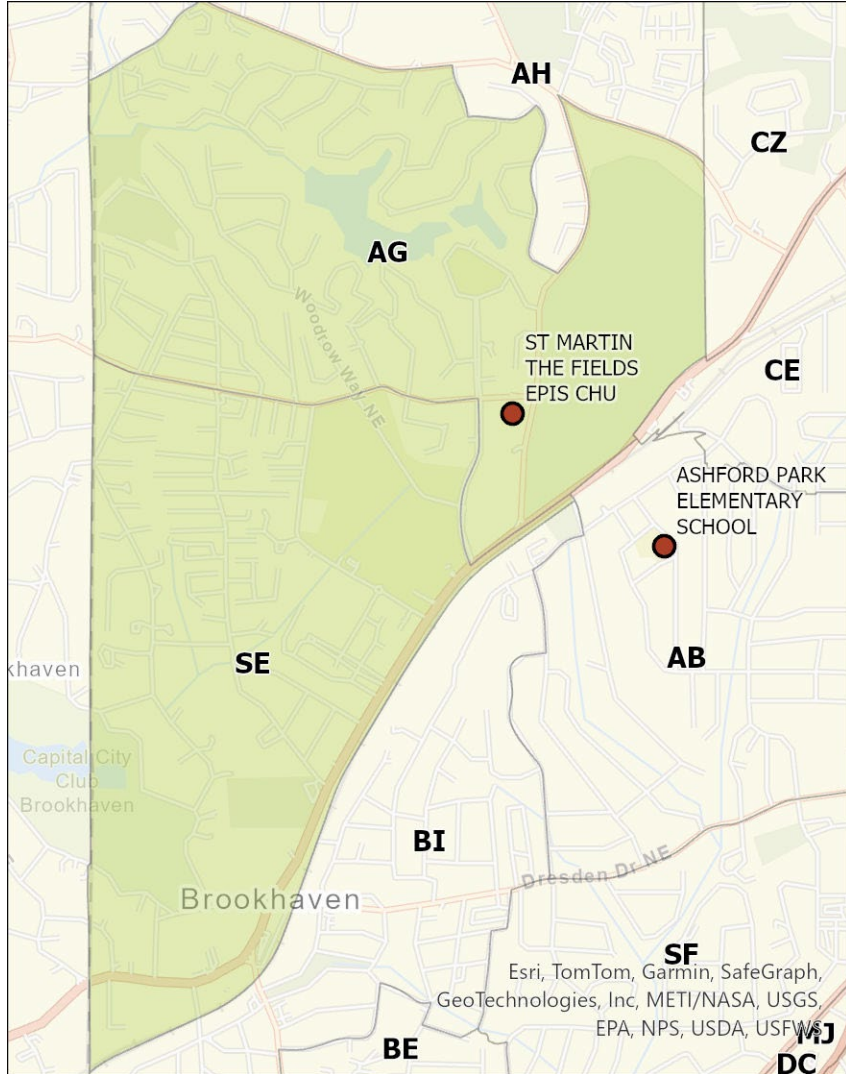 AH
CZ
AG
Woodrow Way NE
ST MARTIN
THE FIELDS
EPIS CHU
CE
ASHFORD PARK
ELEMENTARY
SCHOOL
SE
AB
khaven
Capital City
Club
Brookhaven
BI
Dresden Dr NE
Brookhaven
SF
Esri, TomTom, Garmin, SafeGraph,
GeoTechnologies, Inc, METI/NASA, USGS,
EPA, NPS, USDA, USFWS
MJ
BE
DC